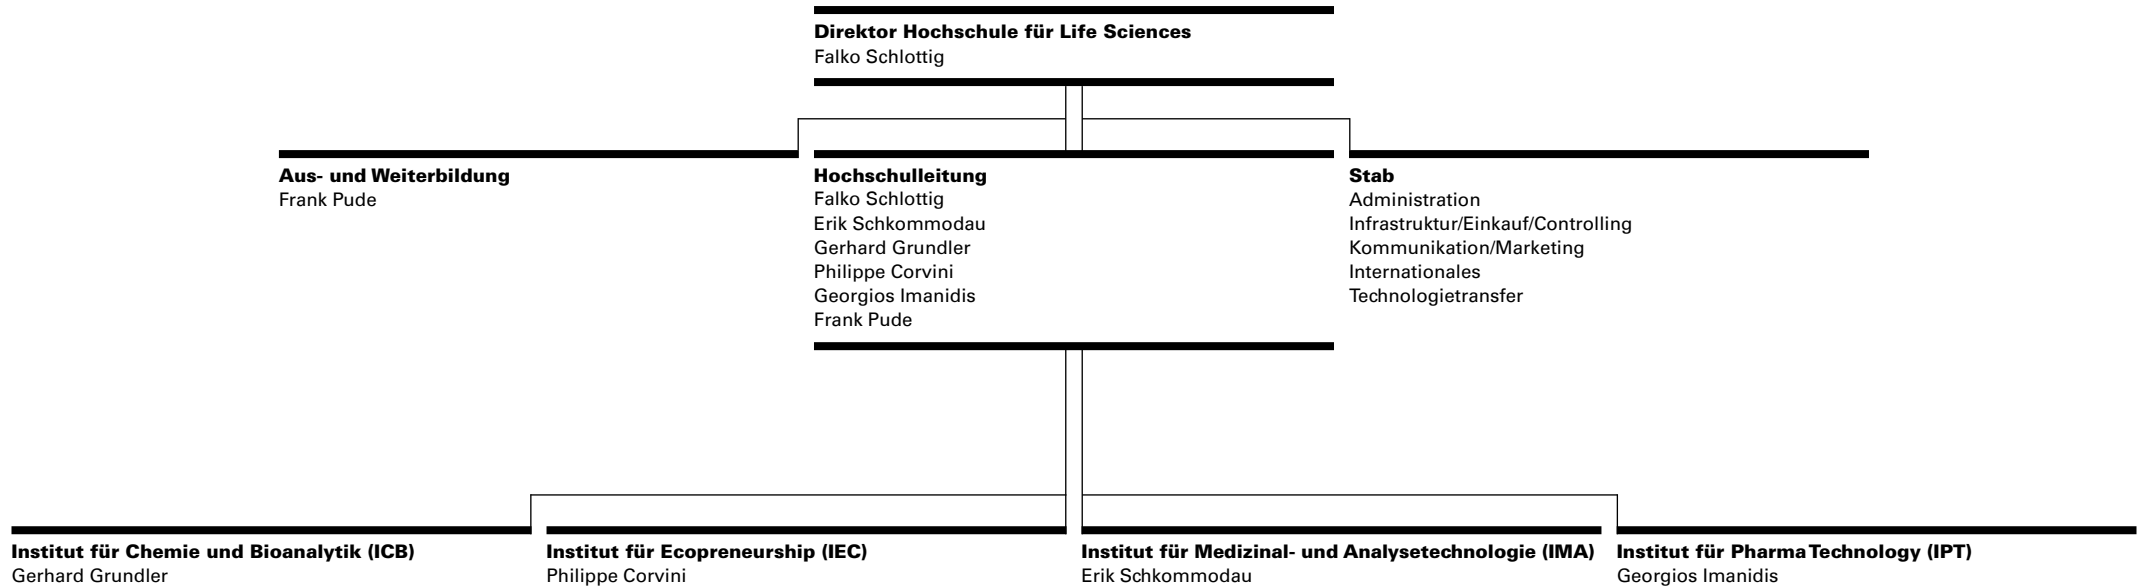 Direktor Hochschule für Life Sciences
Falko Schlottig
Aus- und Weiterbildung
Frank Pude
Hochschulleitung
Falko Schlottig
Erik Schkommodau
Gerhard Grundler
Philippe Corvini
Georgios Imanidis
Frank Pude
Stab
Administration
Infrastruktur/Einkauf/Controlling
Kommunikation/Marketing
Internationales
Technologietransfer
Institut für Chemie und Bioanalytik (ICB)
Gerhard Grundler
Institut für Ecopreneurship (IEC)
Philippe Corvini
Institut für Medizinal- und Analysetechnologie (IMA)
Erik Schkommodau
Institut für Pharma Technology (IPT)
Georgios Imanidis